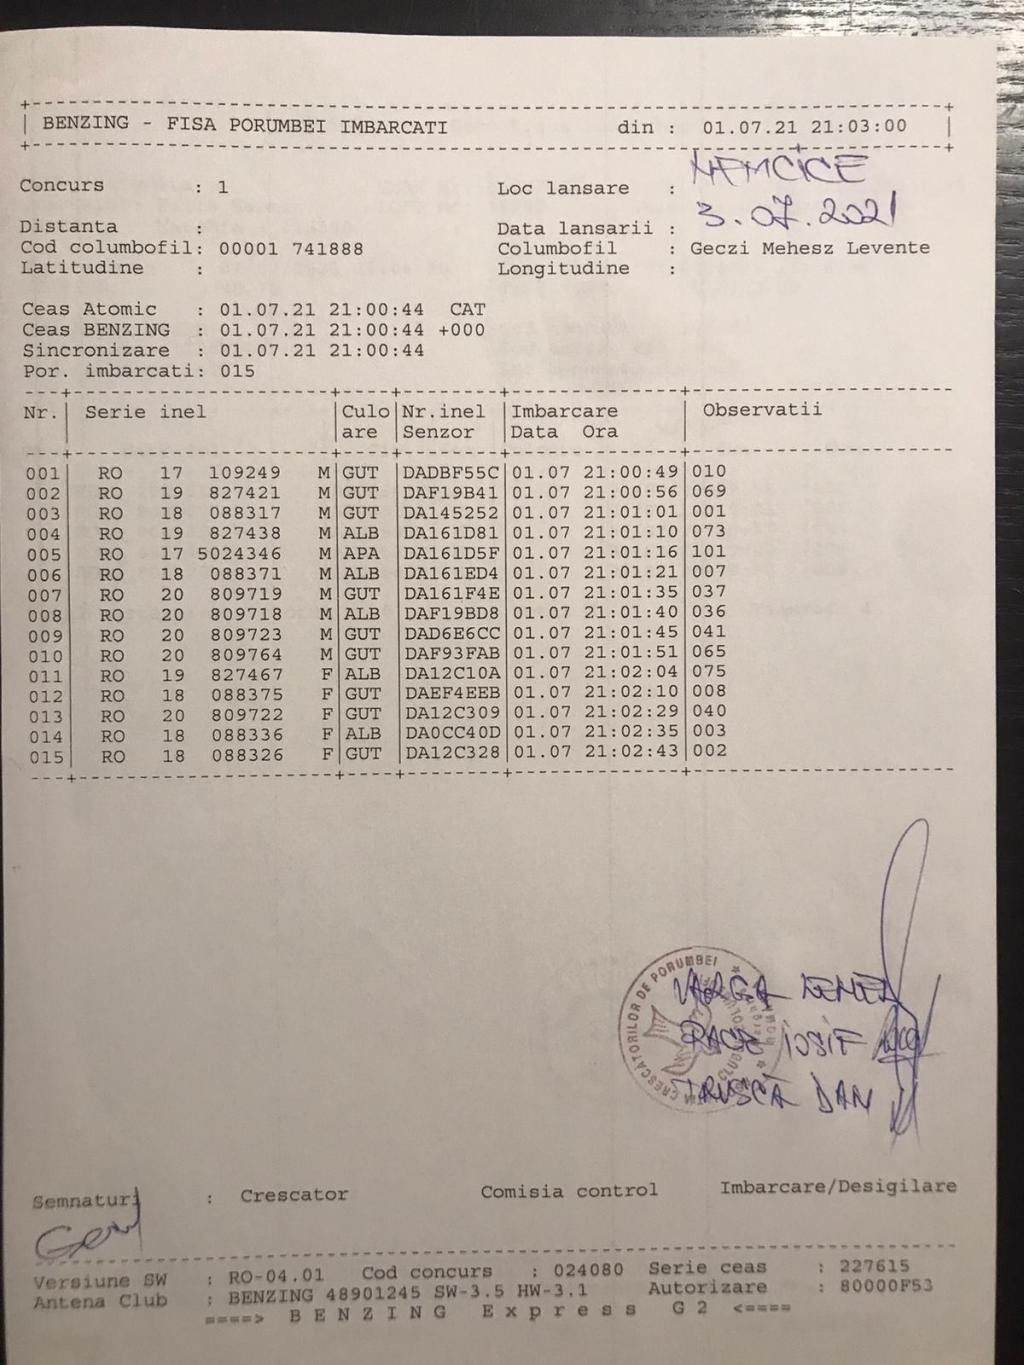 BENZING - FISA PORUMBEI IMBARCATI din : 01.07.21 21:03:00
Concurs : 1 Loc lansare : NEMCICE
Distanta : Data lansarii : 3.07.2021
Cod columbofil: 00001 741888 Columbofil : Geczi Mehesz Levente
Latitudine : Longitudine :
Ceas Atomic : 01.07.21 21:00:44 CAT
Ceas BENZING : 01.07.21 21:00:44 +000
Sincronizare : 01.07.21 21:00:44
Por. imbarcati: 015
Nr. Serie inel Culo Nr.inel Imbarcare Observatii
are Senzor Data Ora
001 RO 17 109249 M GUT DADBF55C 01.07 21:00:49 010
002 RO 19 827421 M GUT DAF19B41 01.07 21:00:56 069
003 RO 18 088317 M GUT DA145252 01.07 21:01:01 001
004 RO 19 827438 M ALB DA161D81 01.07 21:01:10 073
005 RO 17 5024346 M APA DA161D5F 01.07 21:01:16 101
006 RO 18 088371 M ALB DA161ED4 01.07 21:01:21 007
007 RO 20 809719 M GUT DA161F4E 01.07 21:01:35 037
008 RO 20 809718 M ALB DAF19BD8 01.07 21:01:40 036
009 RO 20 809723 M GUT DAD6E6CC 01.07 21:01:45 041
010 RO 20 809764 M GUT DAF93FAB 01.07 21:01:51 065
011 RO 19 827467 F ALB DA12C10A 01.07 21:02:04 075
012 RO 18 088375 F GUT DAEF4EEB 01.07 21:02:10 008
013 RO 20 809722 F GUT DA12C309 01.07 21:02:29 040
014 RO 18 088336 F ALB DA0CC40D 01.07 21:02:35 003
015 RO 18 088326 F GUT DA12C328 01.07 21:02:43 002
CRESCATORILOR DE PORUMBEI
VARGA
RACZ IOSIF
TRUSCĂ DAN
Semnaturi : Crescator Comisia control Imbarcare/Desigilare
Versiune SW : RO-04.01 Cod concurs : 024080 Serie ceas : 227615
Antena Club : BENZING 48901245 SW-3.5 HW-3.1 Autorizare : 80000F53
====> BENZING Express G2 <====